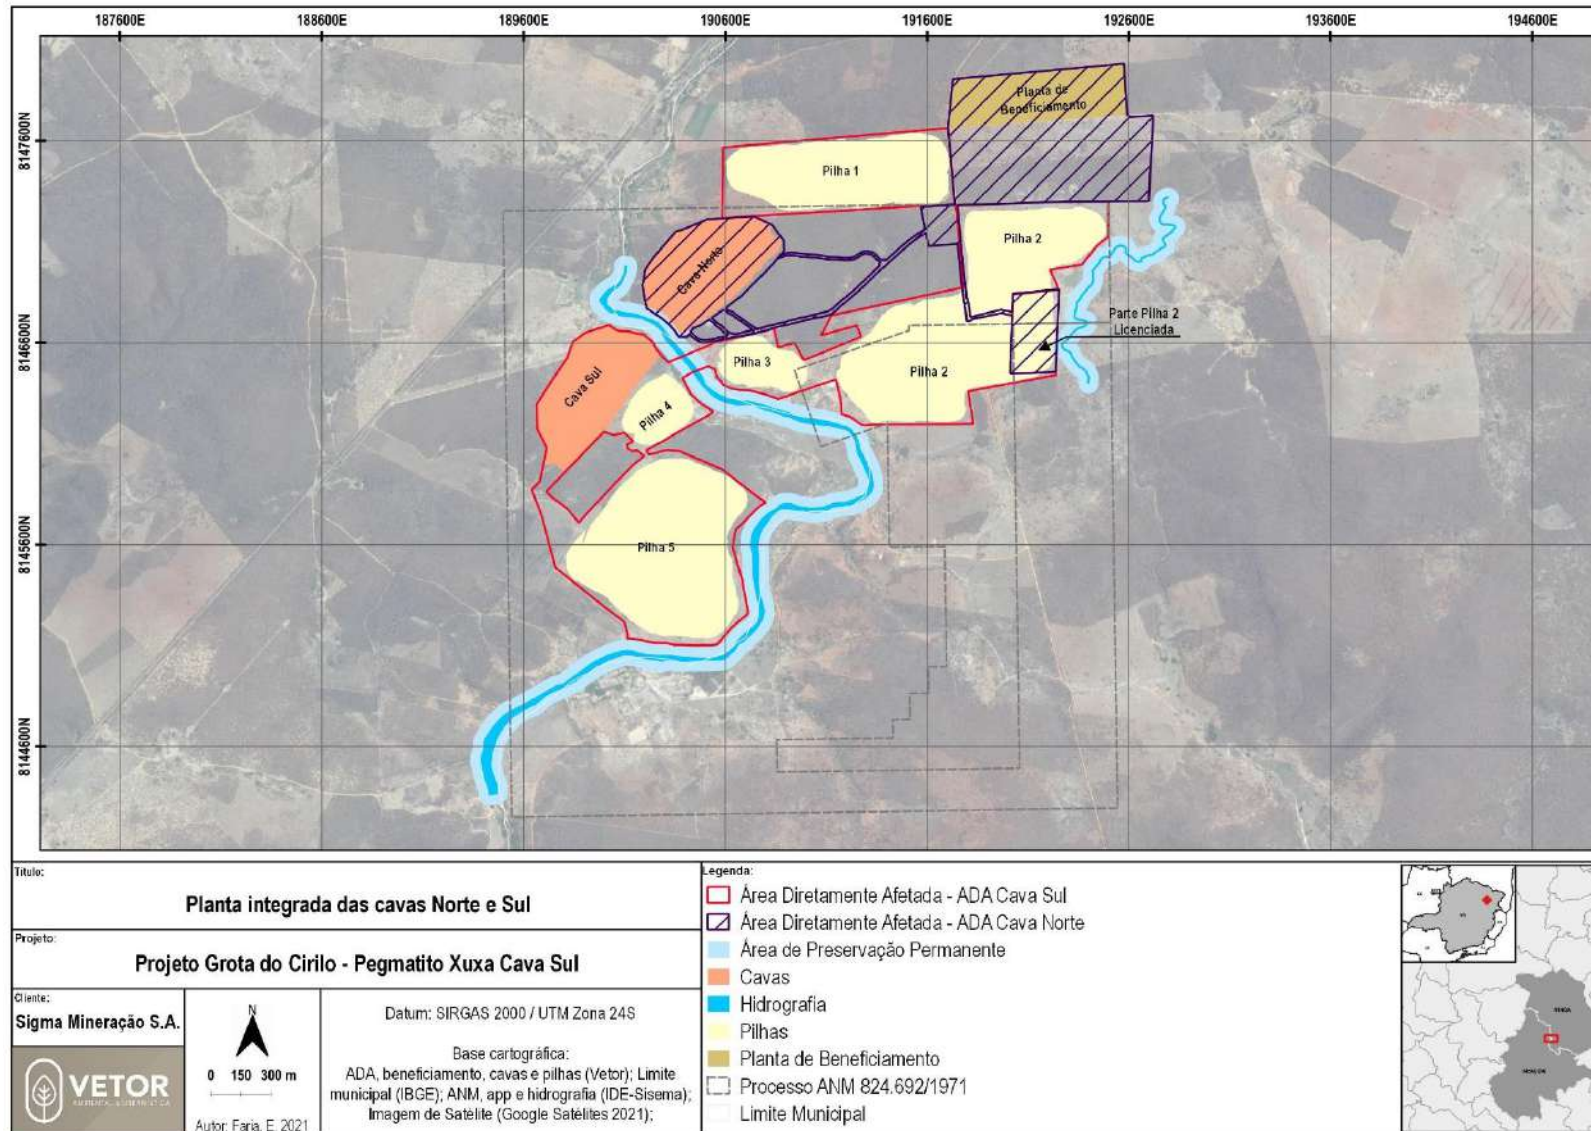 187600E 188600E 189600E 190600E 191600E 192600E 193600E 194600E
8147600N
8146600N
8145600N
8144600N
Planta de
Beneficiamento
Pilha 1
Pilha 2
Cava Norte
Parte Pilha 2
Licenciada
Pilha 3
Pilha 2
Cava Sul
Pilha 4
Pilha 5
Título:
Planta integrada das cavas Norte e Sul
Projeto:
Projeto Grota do Cirilo - Pegmatito Xuxa Cava Sul
Cliente:
Sigma Mineração S.A.
VETOR
N
0 150 300 m
Autor: Faria, E. 2021
Datum: SIRGAS 2000 / UTM Zona 24S
Base cartográfica:
ADA, beneficiamento, cavas e pilhas (Vetor); Limite
municipal (IBGE); ANM, app e hidrografia (IDE-Sisema);
Imagem de Satélite (Google Satélites 2021);
Legenda:
Área Diretamente Afetada - ADA Cava Sul
Área Diretamente Afetada - ADA Cava Norte
Área de Preservação Permanente
Cavas
Hidrografia
Pilhas
Planta de Beneficiamento
Processo ANM 824.692/1971
Limite Municipal